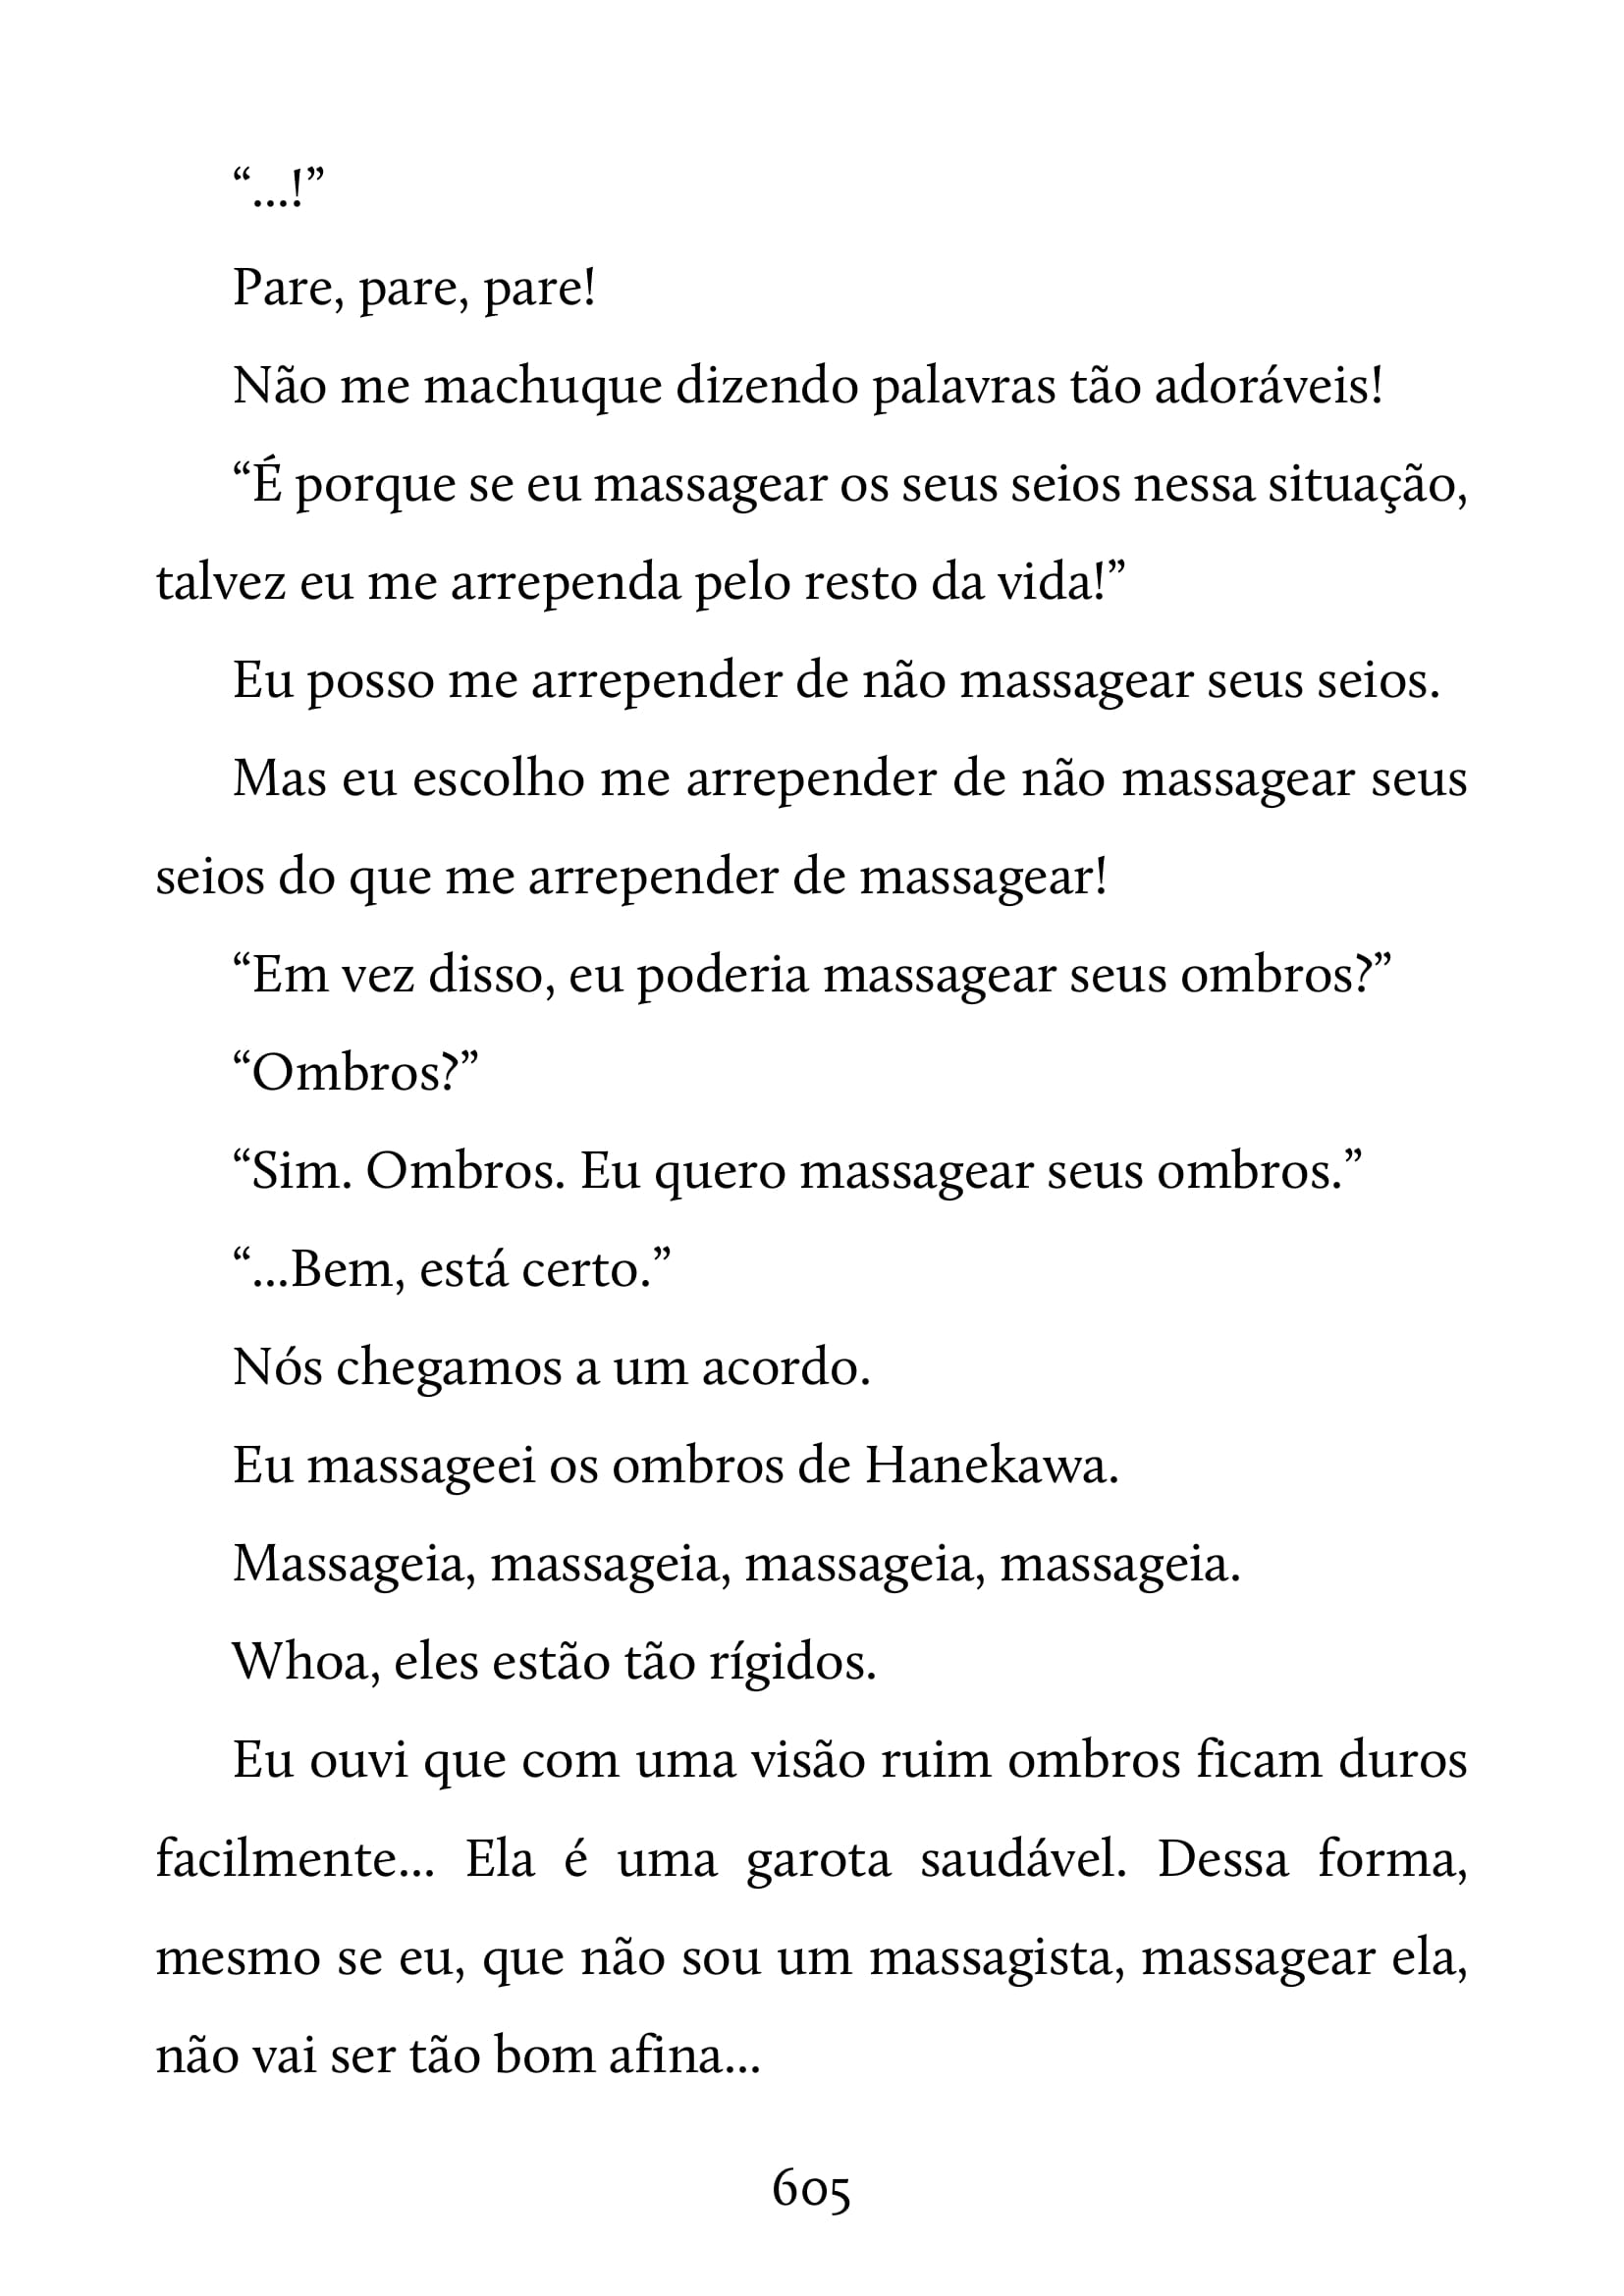 “...!”
Pare, pare, pare!
Não me machuque dizendo palavras tão adoráveis!
“É porque se eu massagear os seus seios nessa situação,
talvez eu me arrependa pelo resto da vida!”
Eu posso me arrepender de não massagear seus seios.
Mas eu escolho me arrepender de não massagear seus
seios do que me arrepender de massagear!
“Em vez disso, eu poderia massagear seus ombros?”
“Ombros?”
“Sim. Ombros. Eu quero massagear seus ombros.”
“...Bem, está certo.”
Nós chegamos a um acordo.
Eu massageei os ombros de Hanekawa.
Massageia, massageia, massageia, massageia.
Whoa, eles estão tão rígidos.
Eu ouvi que com uma visão ruim ombros ficam duros
facilmente... Ela é uma garota saudável. Dessa forma,
mesmo se eu, que não sou um massagista, massagear ela,
não vai ser tão bom afina...
605